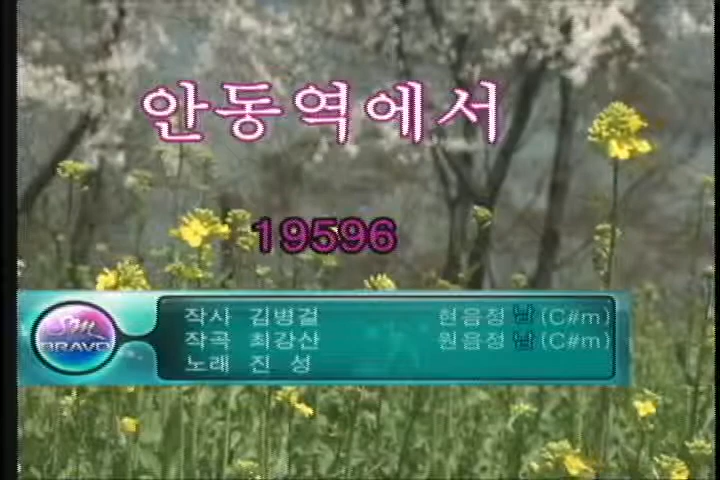 안동역에서
19596
작사 김병걸 현음정 남 (C#m)
작곡 최강산 원음정 남 (C#m)
노래 진 성
BRAVO